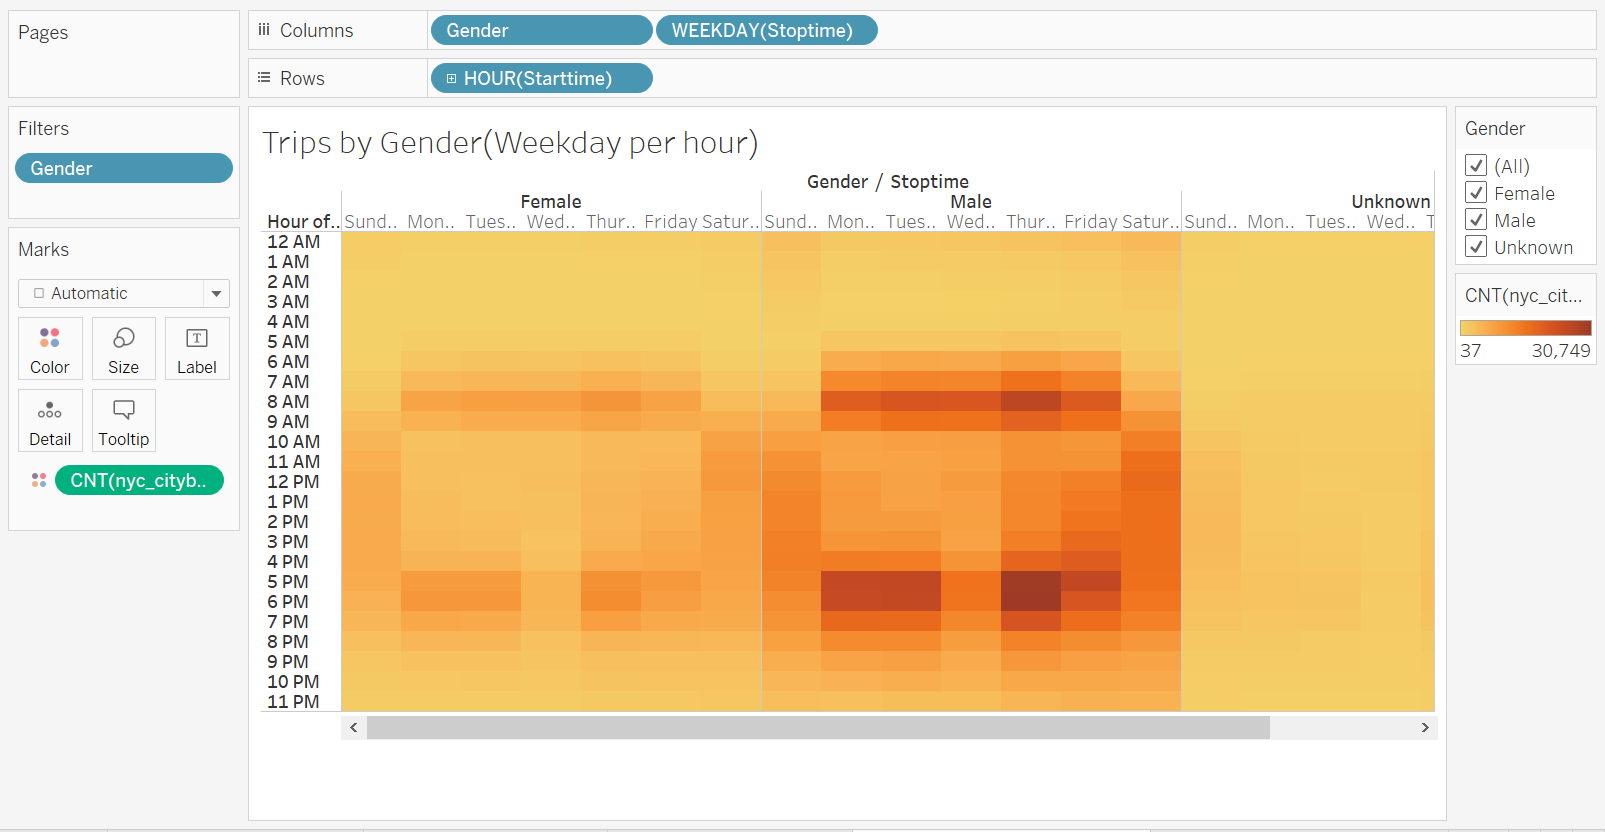 Pages
Columns Gender WEEKDAY(Stoptime)
Rows HOUR(Starttime)
Filters
Gender
Marks
Automatic
Color Size Label
Detail Tooltip
CNT(nyc_cityb..
Trips by Gender(Weekday per hour)
Gender / Stoptime
Female Male Unknown
Hour of.. Sund.. Mon.. Tues.. Wed.. Thur.. Friday Satur.. Sund.. Mon.. Tues.. Wed.. Thur.. Friday Satur.. Sund.. Mon.. Tues.. Wed.. T
12 AM
1 AM
2 AM
3 AM
4 AM
5 AM
6 AM
7 AM
8 AM
9 AM
10 AM
11 AM
12 PM
1 PM
2 PM
3 PM
4 PM
5 PM
6 PM
7 PM
8 PM
9 PM
10 PM
11 PM
Gender
(All)
Female
Male
Unknown
CNT(nyc_cit...
37 30,749